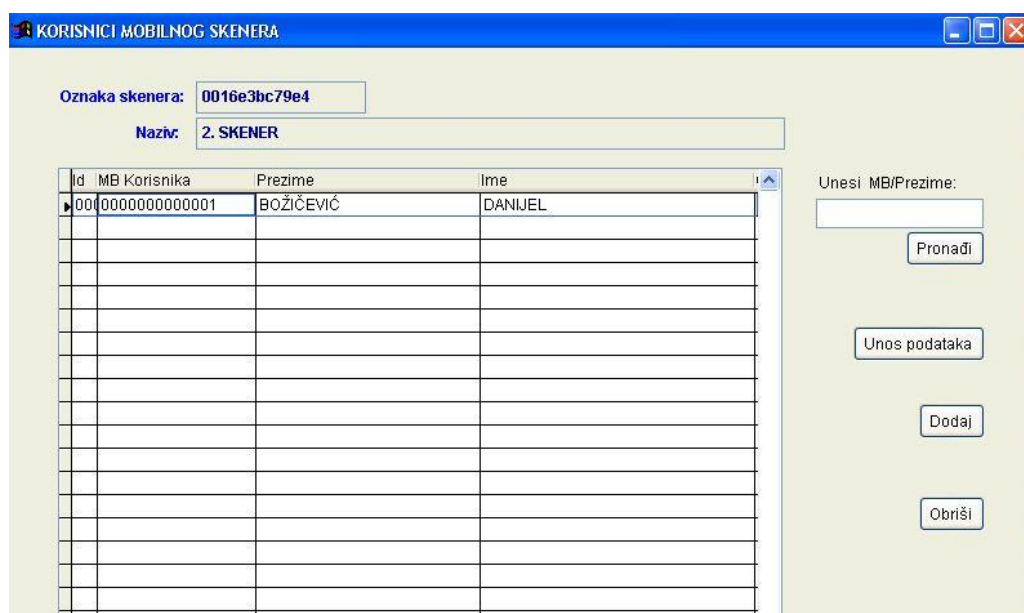 KORISNICI MOBILNOG SKENERA
Oznaka skenera: 0016e3bc79e4
Naziv: 2. SKENER
Id MB Korisnika Prezime Ime
00 0000000000001 BOŽIČEVIĆ DANIJEL
Unesi MB/Prezime:
Pronađi
Unos podataka
Dodaj
Obriši